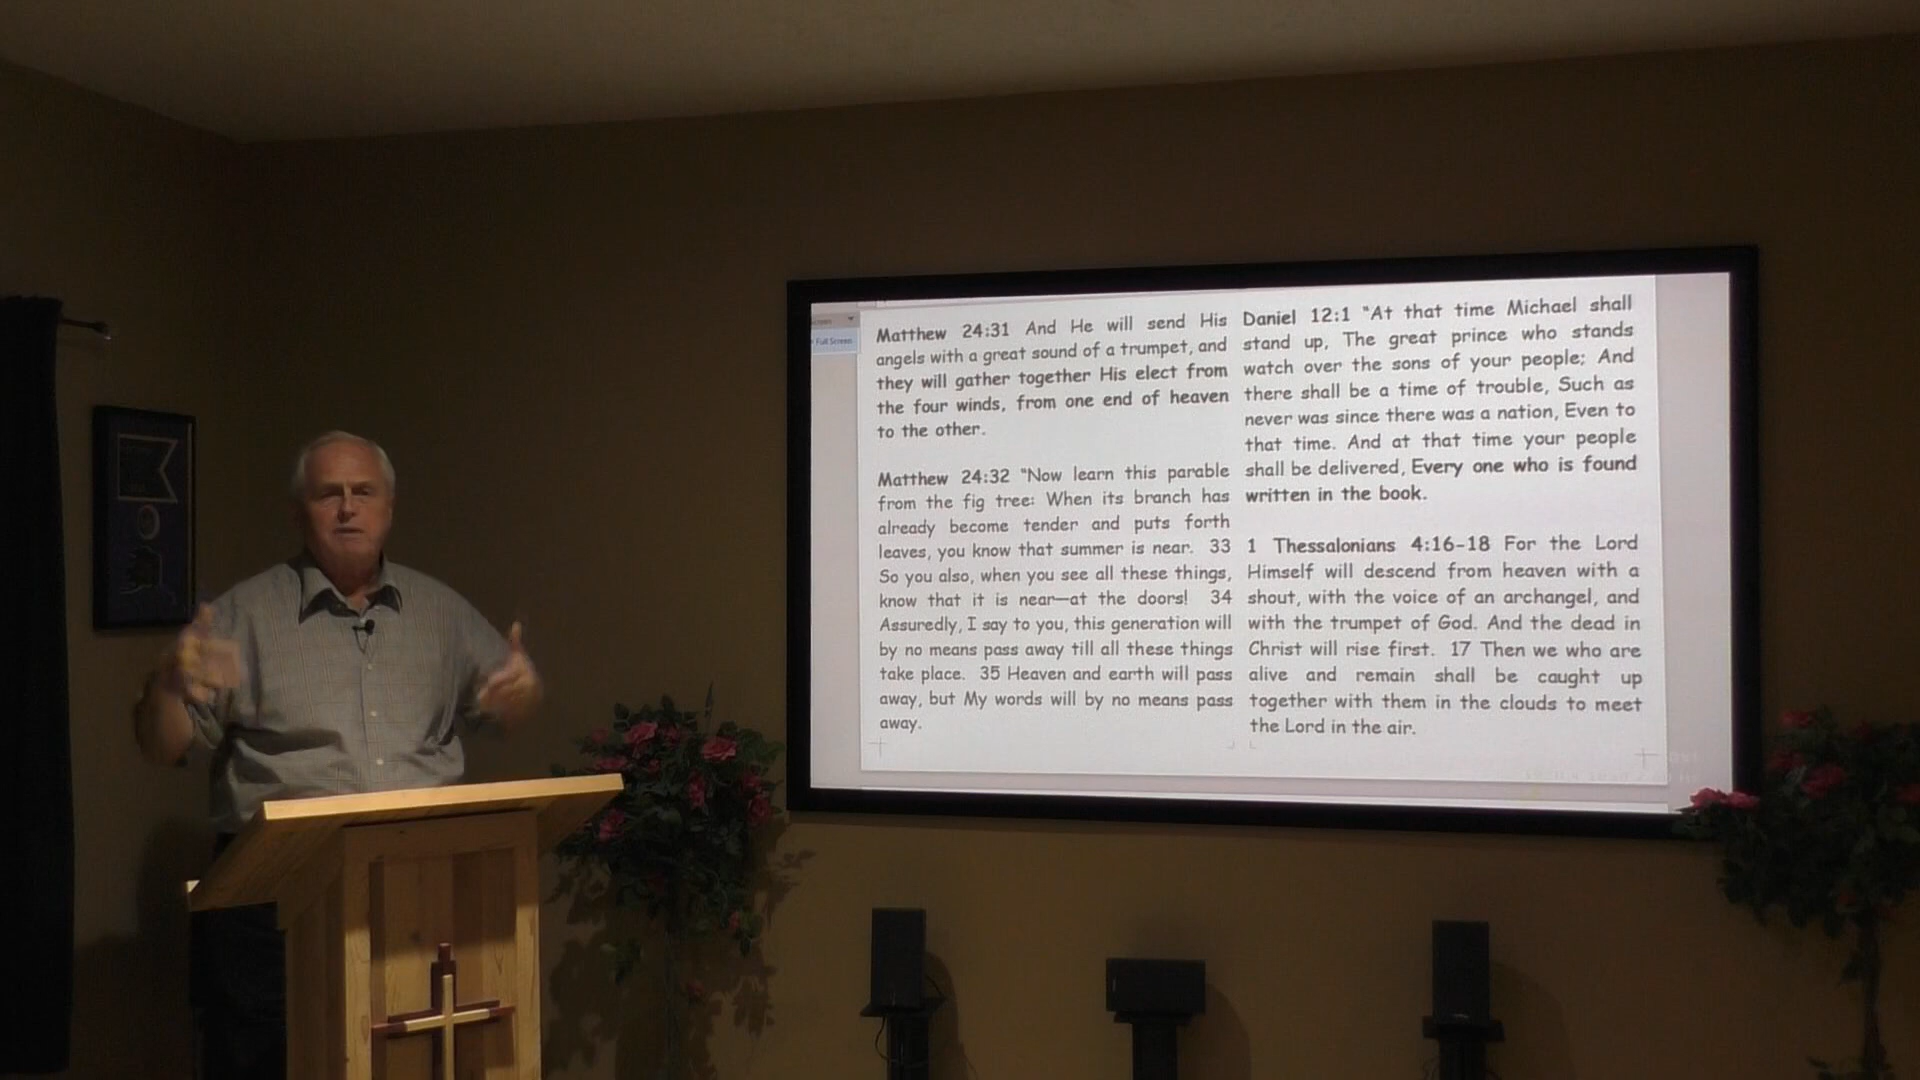 Full Screen
Matthew 24:31 And He will send His
angels with a great sound of a trumpet, and
they will gather together His elect from
the four winds, from one end of heaven
to the other.
Matthew 24:32 “Now learn this parable
from the fig tree: When its branch has
already become tender and puts forth
leaves, you know that summer is near. 33
So you also, when you see all these things,
know that it is near—at the doors! 34
Assuredly, I say to you, this generation will
by no means pass away till all these things
take place. 35 Heaven and earth will pass
away, but My words will by no means pass
away.
Daniel 12:1 “At that time Michael shall
stand up, The great prince who stands
watch over the sons of your people; And
there shall be a time of trouble, Such as
never was since there was a nation, Even to
that time. And at that time your people
shall be delivered, Every one who is found
written in the book.
1 Thessalonians 4:16-18 For the Lord
Himself will descend from heaven with a
shout, with the voice of an archangel, and
with the trumpet of God. And the dead in
Christ will rise first. 17 Then we who are
alive and remain shall be caught up
together with them in the clouds to meet
the Lord in the air.